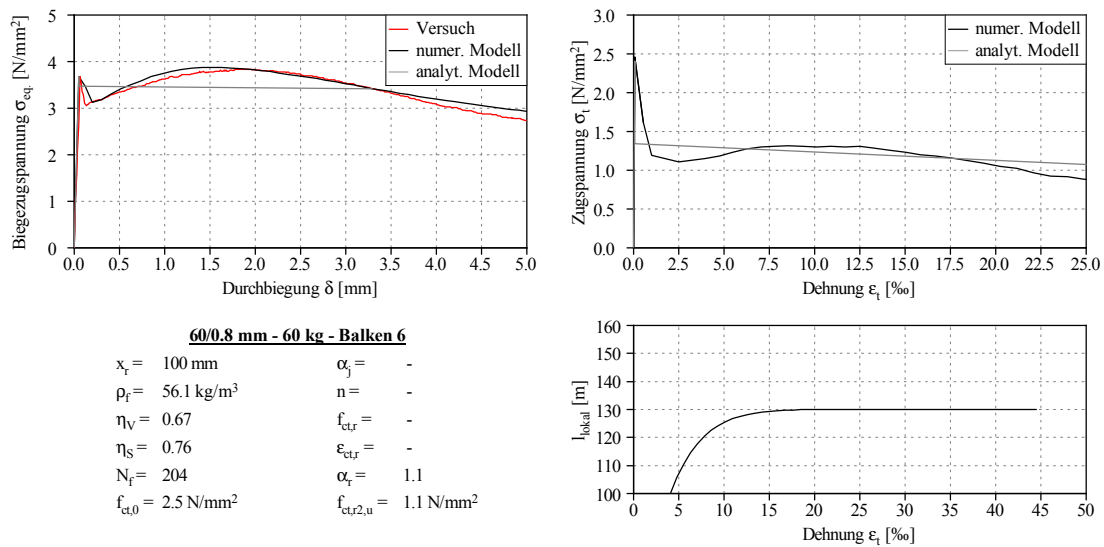 Biegezugspannung σeq. [N/mm²]
5
4
3
2
1
0
Versuch
numer. Modell
analyt. Modell
0.0 0.5 1.0 1.5 2.0 2.5 3.0 3.5 4.0 4.5 5.0
Durchbiegung δ [mm]
Zugspannung σt [N/mm²]
3.0
2.5
2.0
1.5
1.0
0.5
0.0
numer. Modell
analyt. Modell
0.0 2.5 5.0 7.5 10.0 12.5 15.0 17.5 20.0 22.5 25.0
Dehnung εt [‰]
60/0.8 mm - 60 kg - Balken 6
xr = 100 mm αj = -
ρf = 56.1 kg/m³ n = -
ηV = 0.67 fct,r = -
ηS = 0.76 εct,r = -
Nf = 204 αr = 1.1
fct,0 = 2.5 N/mm² fct,r2,u = 1.1 N/mm²
llokal [m]
160
150
140
130
120
110
100
0 5 10 15 20 25 30 35 40 45 50
Dehnung εt [‰]